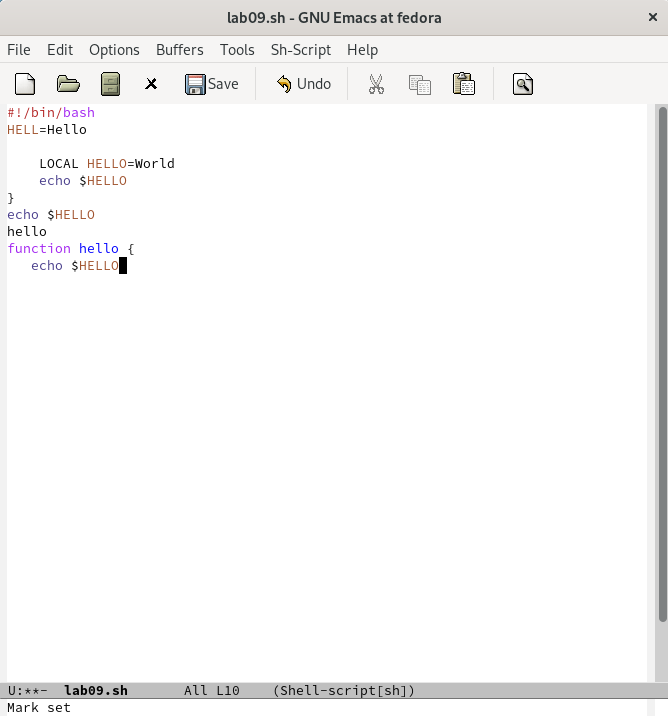 lab09.sh - GNU Emacs at fedora
File Edit Options Buffers Tools Sh-Script Help
Save Undo
#!/bin/bash
HELL=Hello
LOCAL HELLO=World
echo $HELLO
}
echo $HELLO
hello
function hello {
echo $HELLO
U:**- lab09.sh All L10 (Shell-script[sh])
Mark set